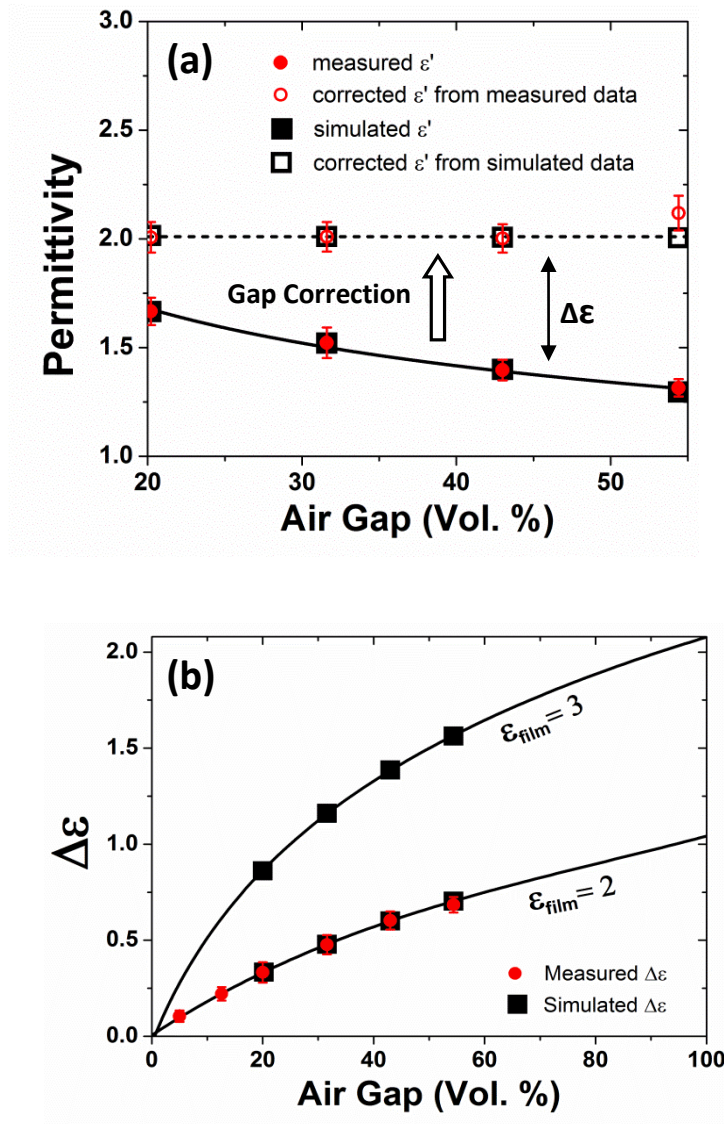 3.0
(a)
measured ε'
corrected ε' from measured data
2.5
simulated ε'
corrected ε' from simulated data
Permittivity
2.0
Gap Correction
Δε
1.5
1.0
20
30
40
50
Air Gap (Vol. %)
2.0
(b)
εfilm= 3
1.5
Δε
1.0
εfilm= 2
0.5
Measured Δε
Simulated Δε
0.0
0
20
40
60
80
100
Air Gap (Vol. %)